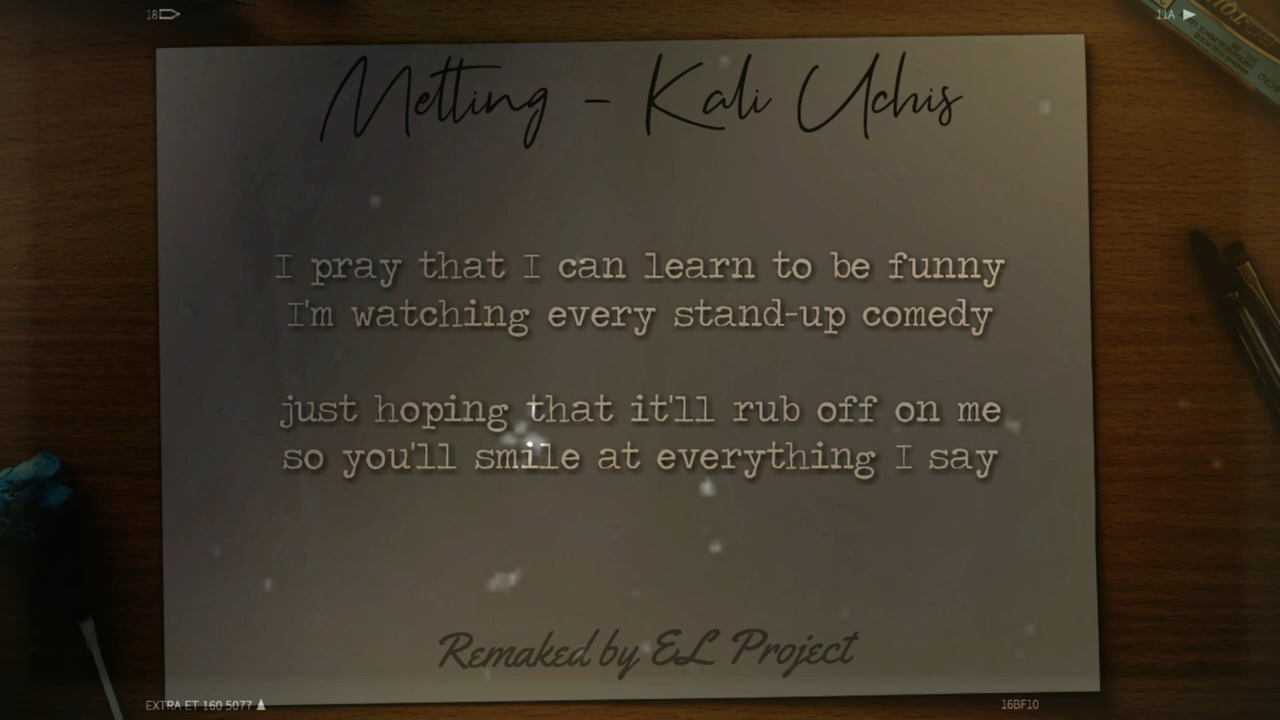 18
11A
Metting - Kali Uchis
I pray that I can learn to be funny
I'm watching every stand-up comedy
just hoping that it'll rub off on me
so you'll smile at everything I say
Remaked by EL Project
EXTRA ET 160 5077
16BF10